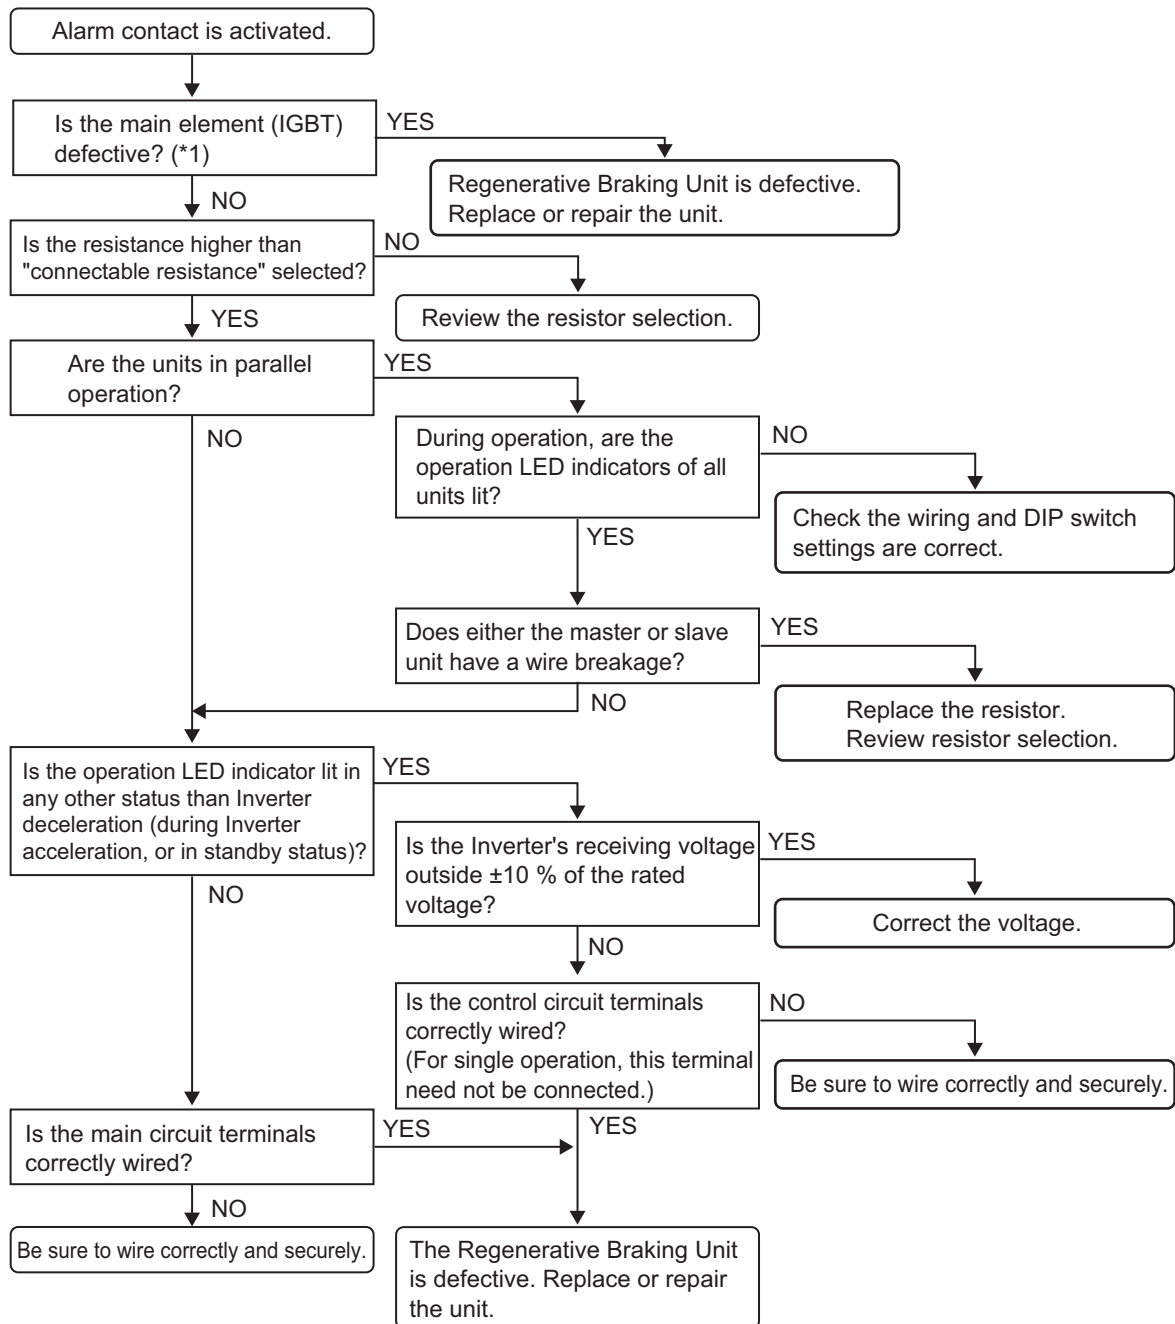 Alarm contact is activated.
Is the main element (IGBT)
defective? (*1)
YES
Regenerative Braking Unit is defective.
Replace or repair the unit.
NO
Is the resistance higher than
"connectable resistance" selected?
NO
Review the resistor selection.
YES
Are the units in parallel
operation?
YES
NO
During operation, are the
operation LED indicators of all
units lit?
NO
Check the wiring and DIP switch
settings are correct.
YES
Does either the master or slave
unit have a wire breakage?
YES
NO
Replace the resistor.
Review resistor selection.
Is the operation LED indicator lit in
any other status than Inverter
deceleration (during Inverter
acceleration, or in standby status)?
YES
NO
Is the Inverter's receiving voltage
outside ±10 % of the rated
voltage?
YES
Correct the voltage.
NO
Is the control circuit terminals
correctly wired?
(For single operation, this terminal
need not be connected.)
NO
Be sure to wire correctly and securely.
YES
Is the main circuit terminals
correctly wired?
YES
NO
Be sure to wire correctly and securely.
The Regenerative Braking Unit
is defective. Replace or repair
the unit.